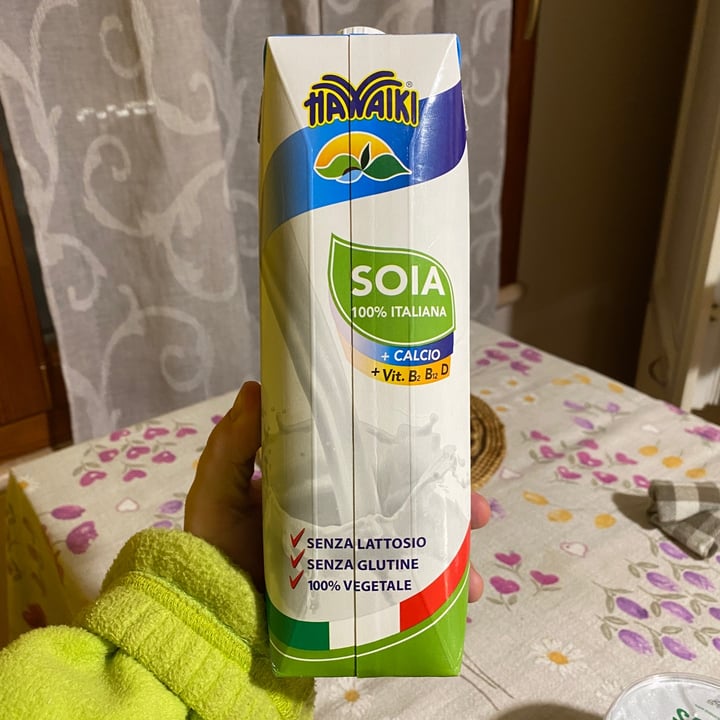 HAWAIKI®
SOIA
100% ITALIANA
+ CALCIO
+ Vit. B2 B12 D
SENZA LATTOSIO
SENZA GLUTINE
100% VEGETALE